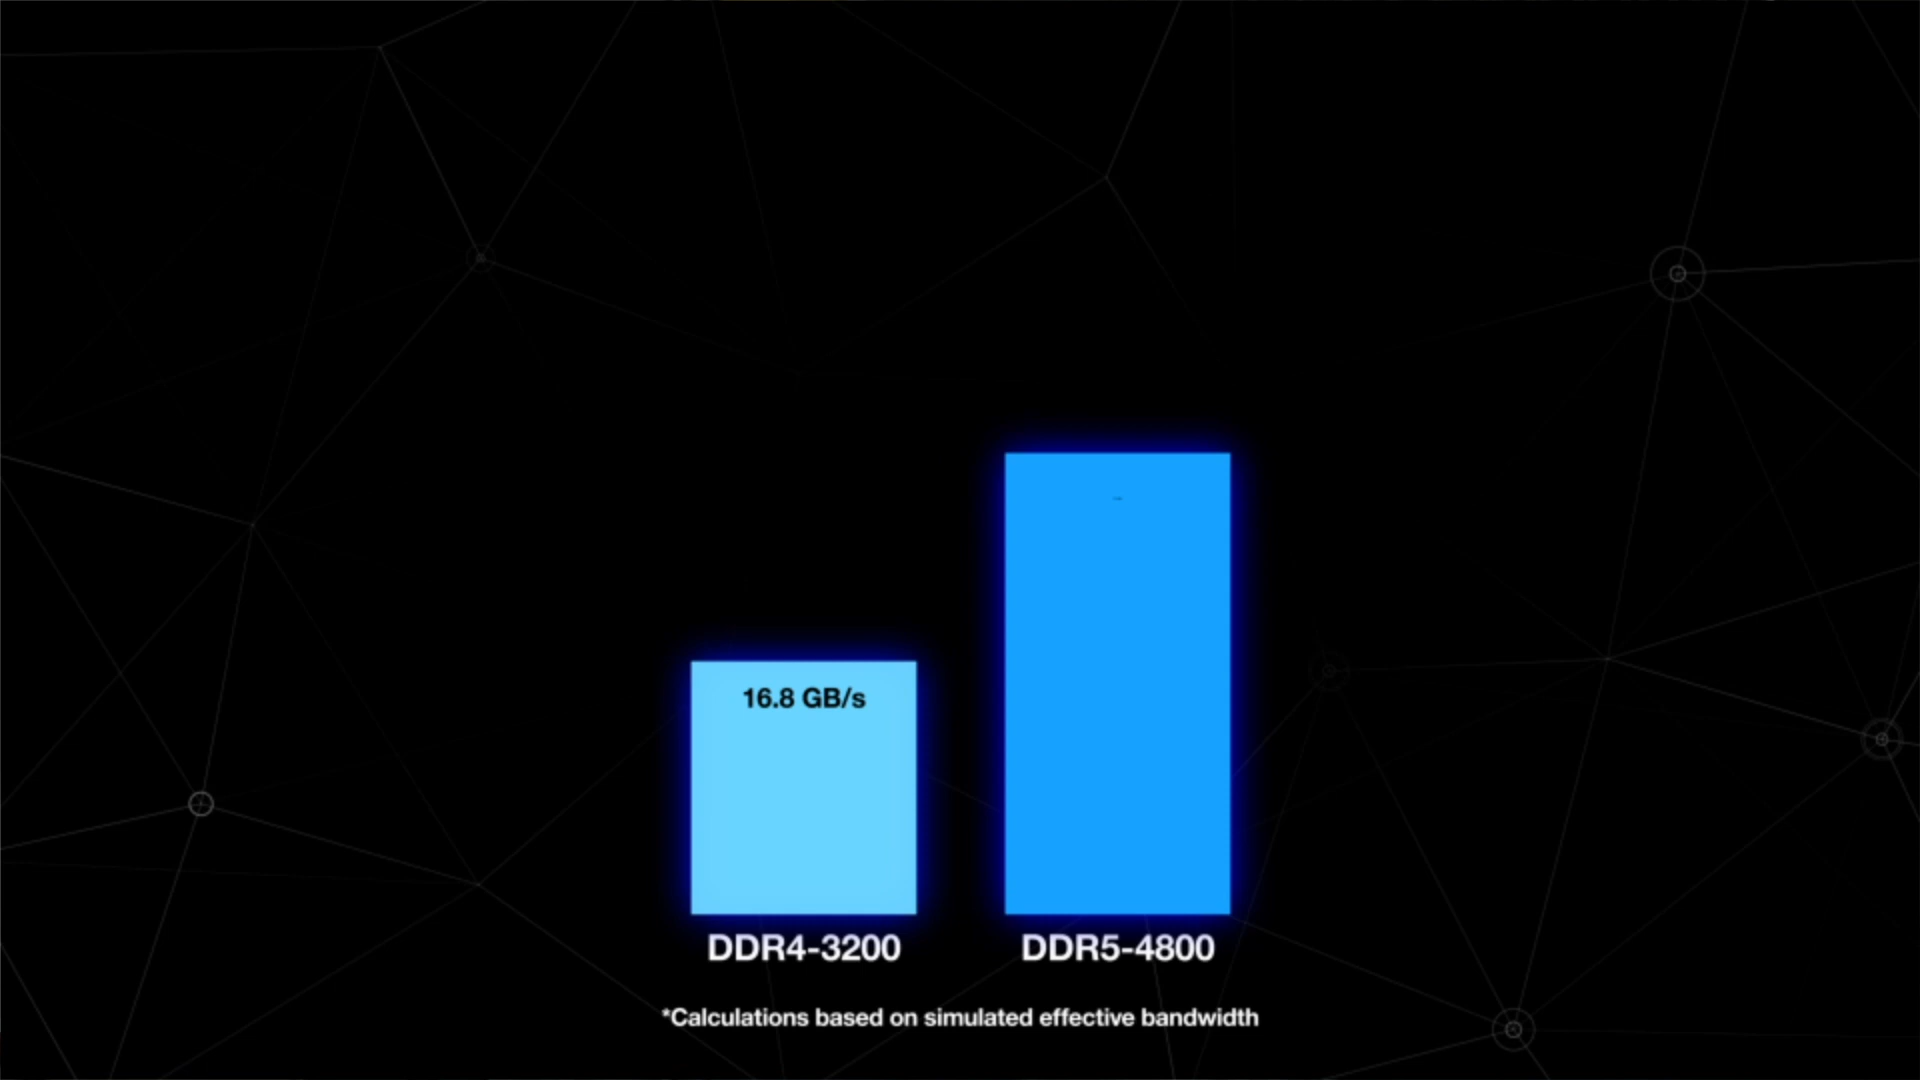 16.8 GB/s
DDR4-3200
DDR5-4800
*Calculations based on simulated effective bandwidth